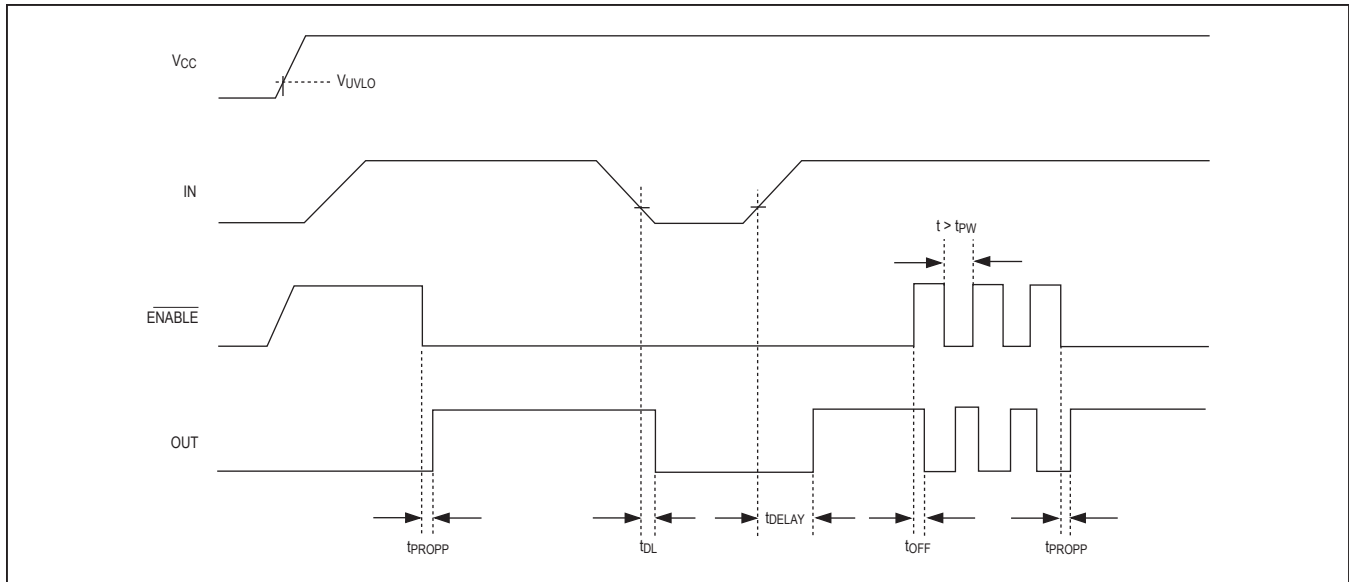 VCC
VUVLO
IN
t > tPW
ENABLE
OUT
tPROPP
tDL
tDELAY
tOFF
tPROPP